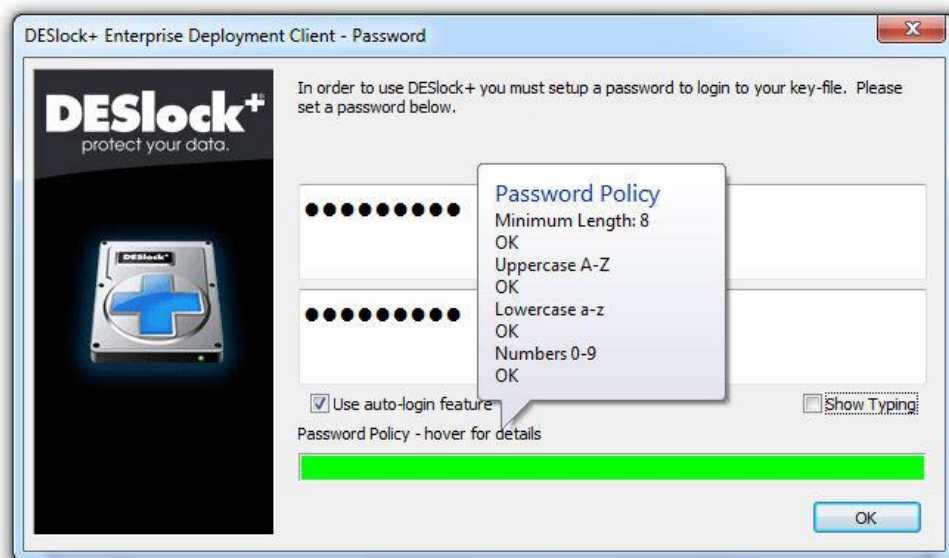 DESlock+ Enterprise Deployment Client - Password
DESlock+
protect your data.
DESlock+
In order to use DESlock+ you must setup a password to login to your key-file. Please
set a password below.
●●●●●●●●●
●●●●●●●●●
Password Policy
Minimum Length: 8
OK
Uppercase A-Z
OK
Lowercase a-z
OK
Numbers 0-9
OK
Use auto-login feature
Show Typing
Password Policy - hover for details
OK